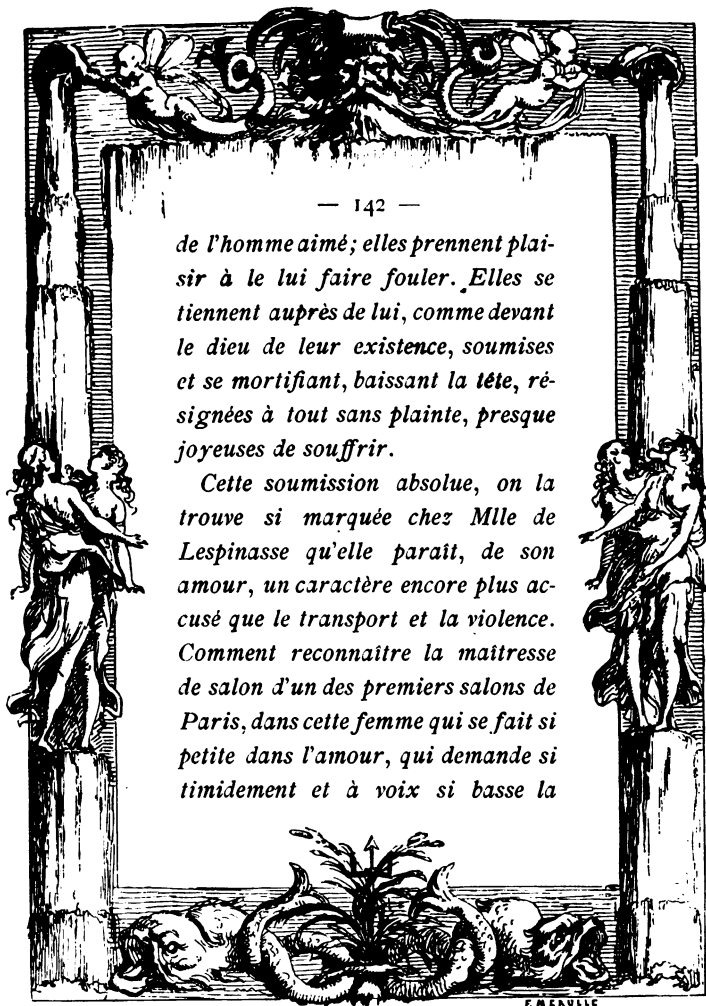 — 142 —
de l'homme aimé; elles prennent plai-
sir à le lui faire fouler. Elles se
tiennent auprès de lui, comme devant
le dieu de leur existence, soumises
et se mortifiant, baissant la tête, ré-
signées à tout sans plainte, presque
joyeuses de souffrir.
Cette soumission absolue, on la
trouve si marquée chez Mlle de
Lespinasse qu'elle paraît, de son
amour, un caractère encore plus ac-
cusé que le transport et la violence.
Comment reconnaître la maîtresse
de salon d'un des premiers salons de
Paris, dans cette femme qui se fait si
petite dans l'amour, qui demande si
timidement et à voix si basse la